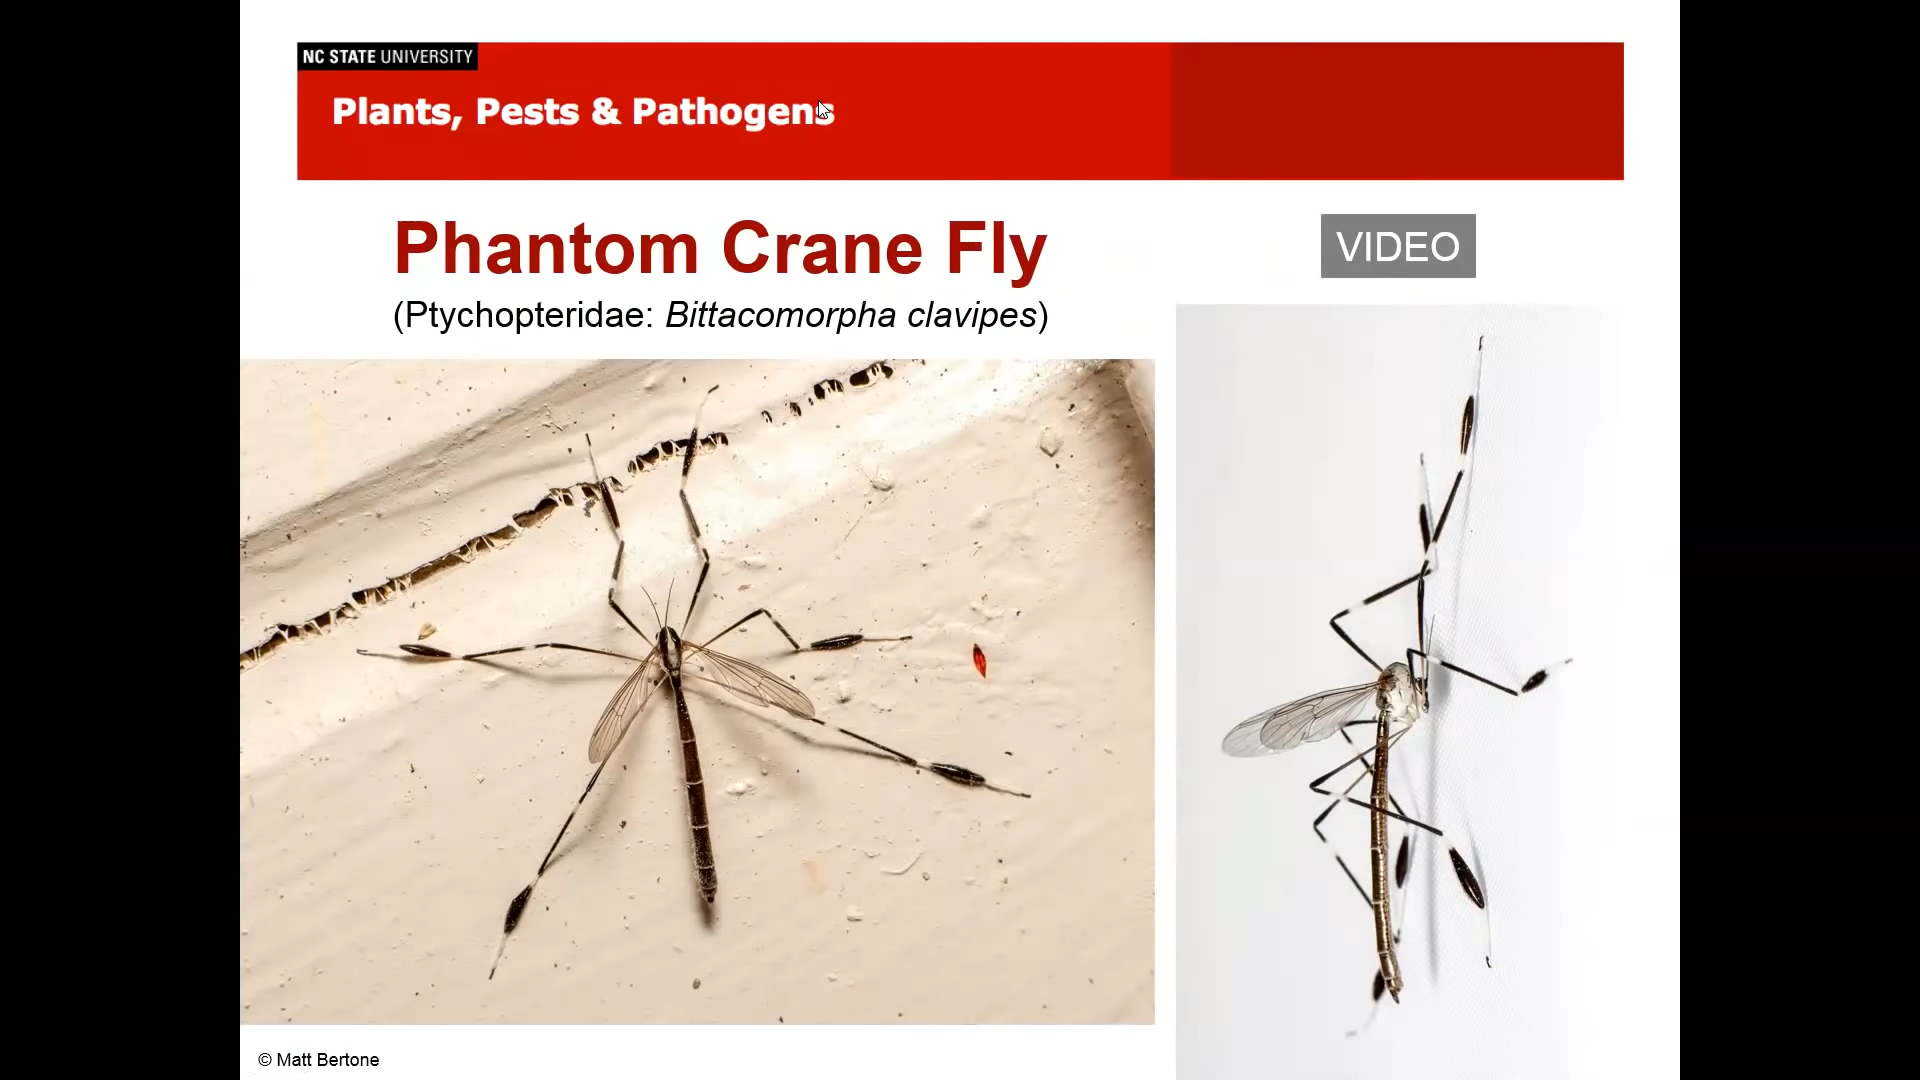 NC STATE UNIVERSITY
Plants, Pests & Pathogens
Phantom Crane Fly
VIDEO
(Ptychopteridae: Bittacomorpha clavipes)
© Matt Bertone